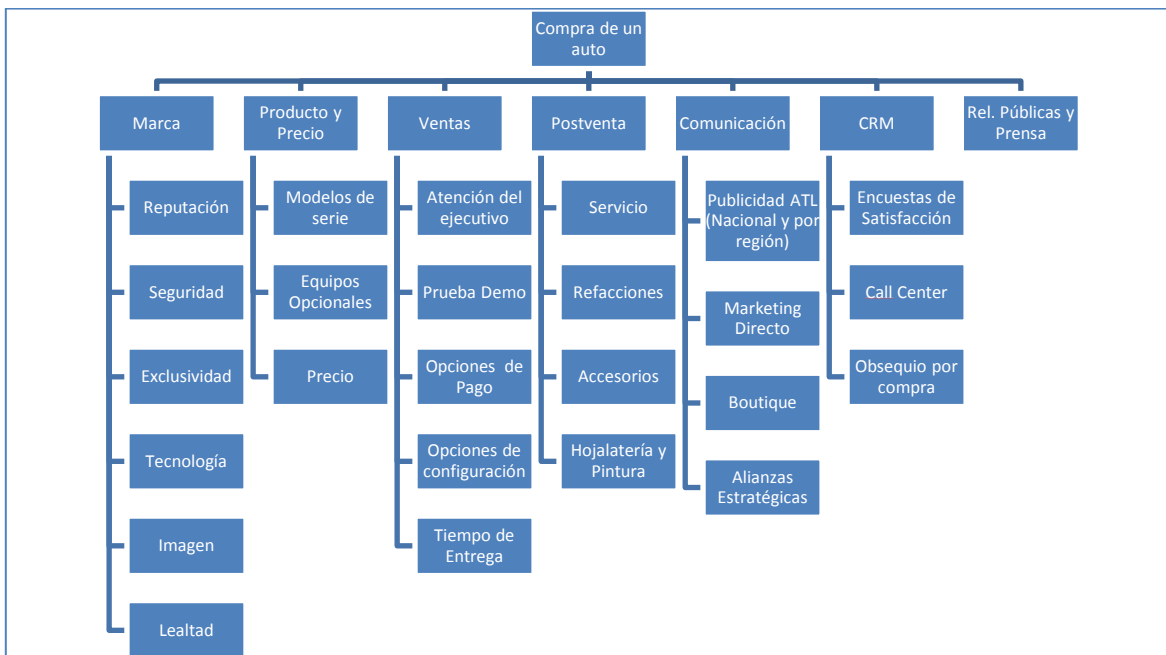 Compra de un
auto
Marca
Producto y
Precio
Ventas
Postventa
Comunicación
CRM
Rel. Públicas y
Prensa
Reputación
Seguridad
Exclusividad
Tecnología
Imagen
Lealtad
Modelos de
serie
Equipos
Opcionales
Precio
Atención del
ejecutivo
Prueba Demo
Opciones de
Pago
Opciones de
configuración
Tiempo de
Entrega
Servicio
Refacciones
Accesorios
Hojalatería y
Pintura
Publicidad ATL
(Nacional y por
región)
Marketing
Directo
Boutique
Alianzas
Estratégicas
Encuestas de
Satisfacción
Call Center
Obsequio por
compra